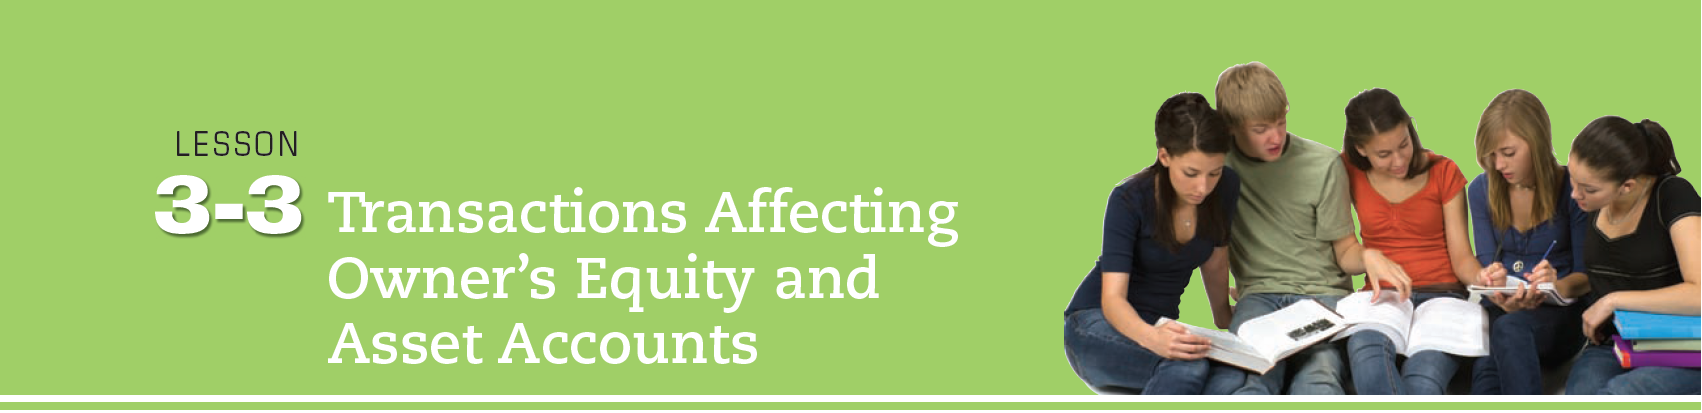 LESSON
3-3 Transactions Affecting
Owner's Equity and
Asset Accounts